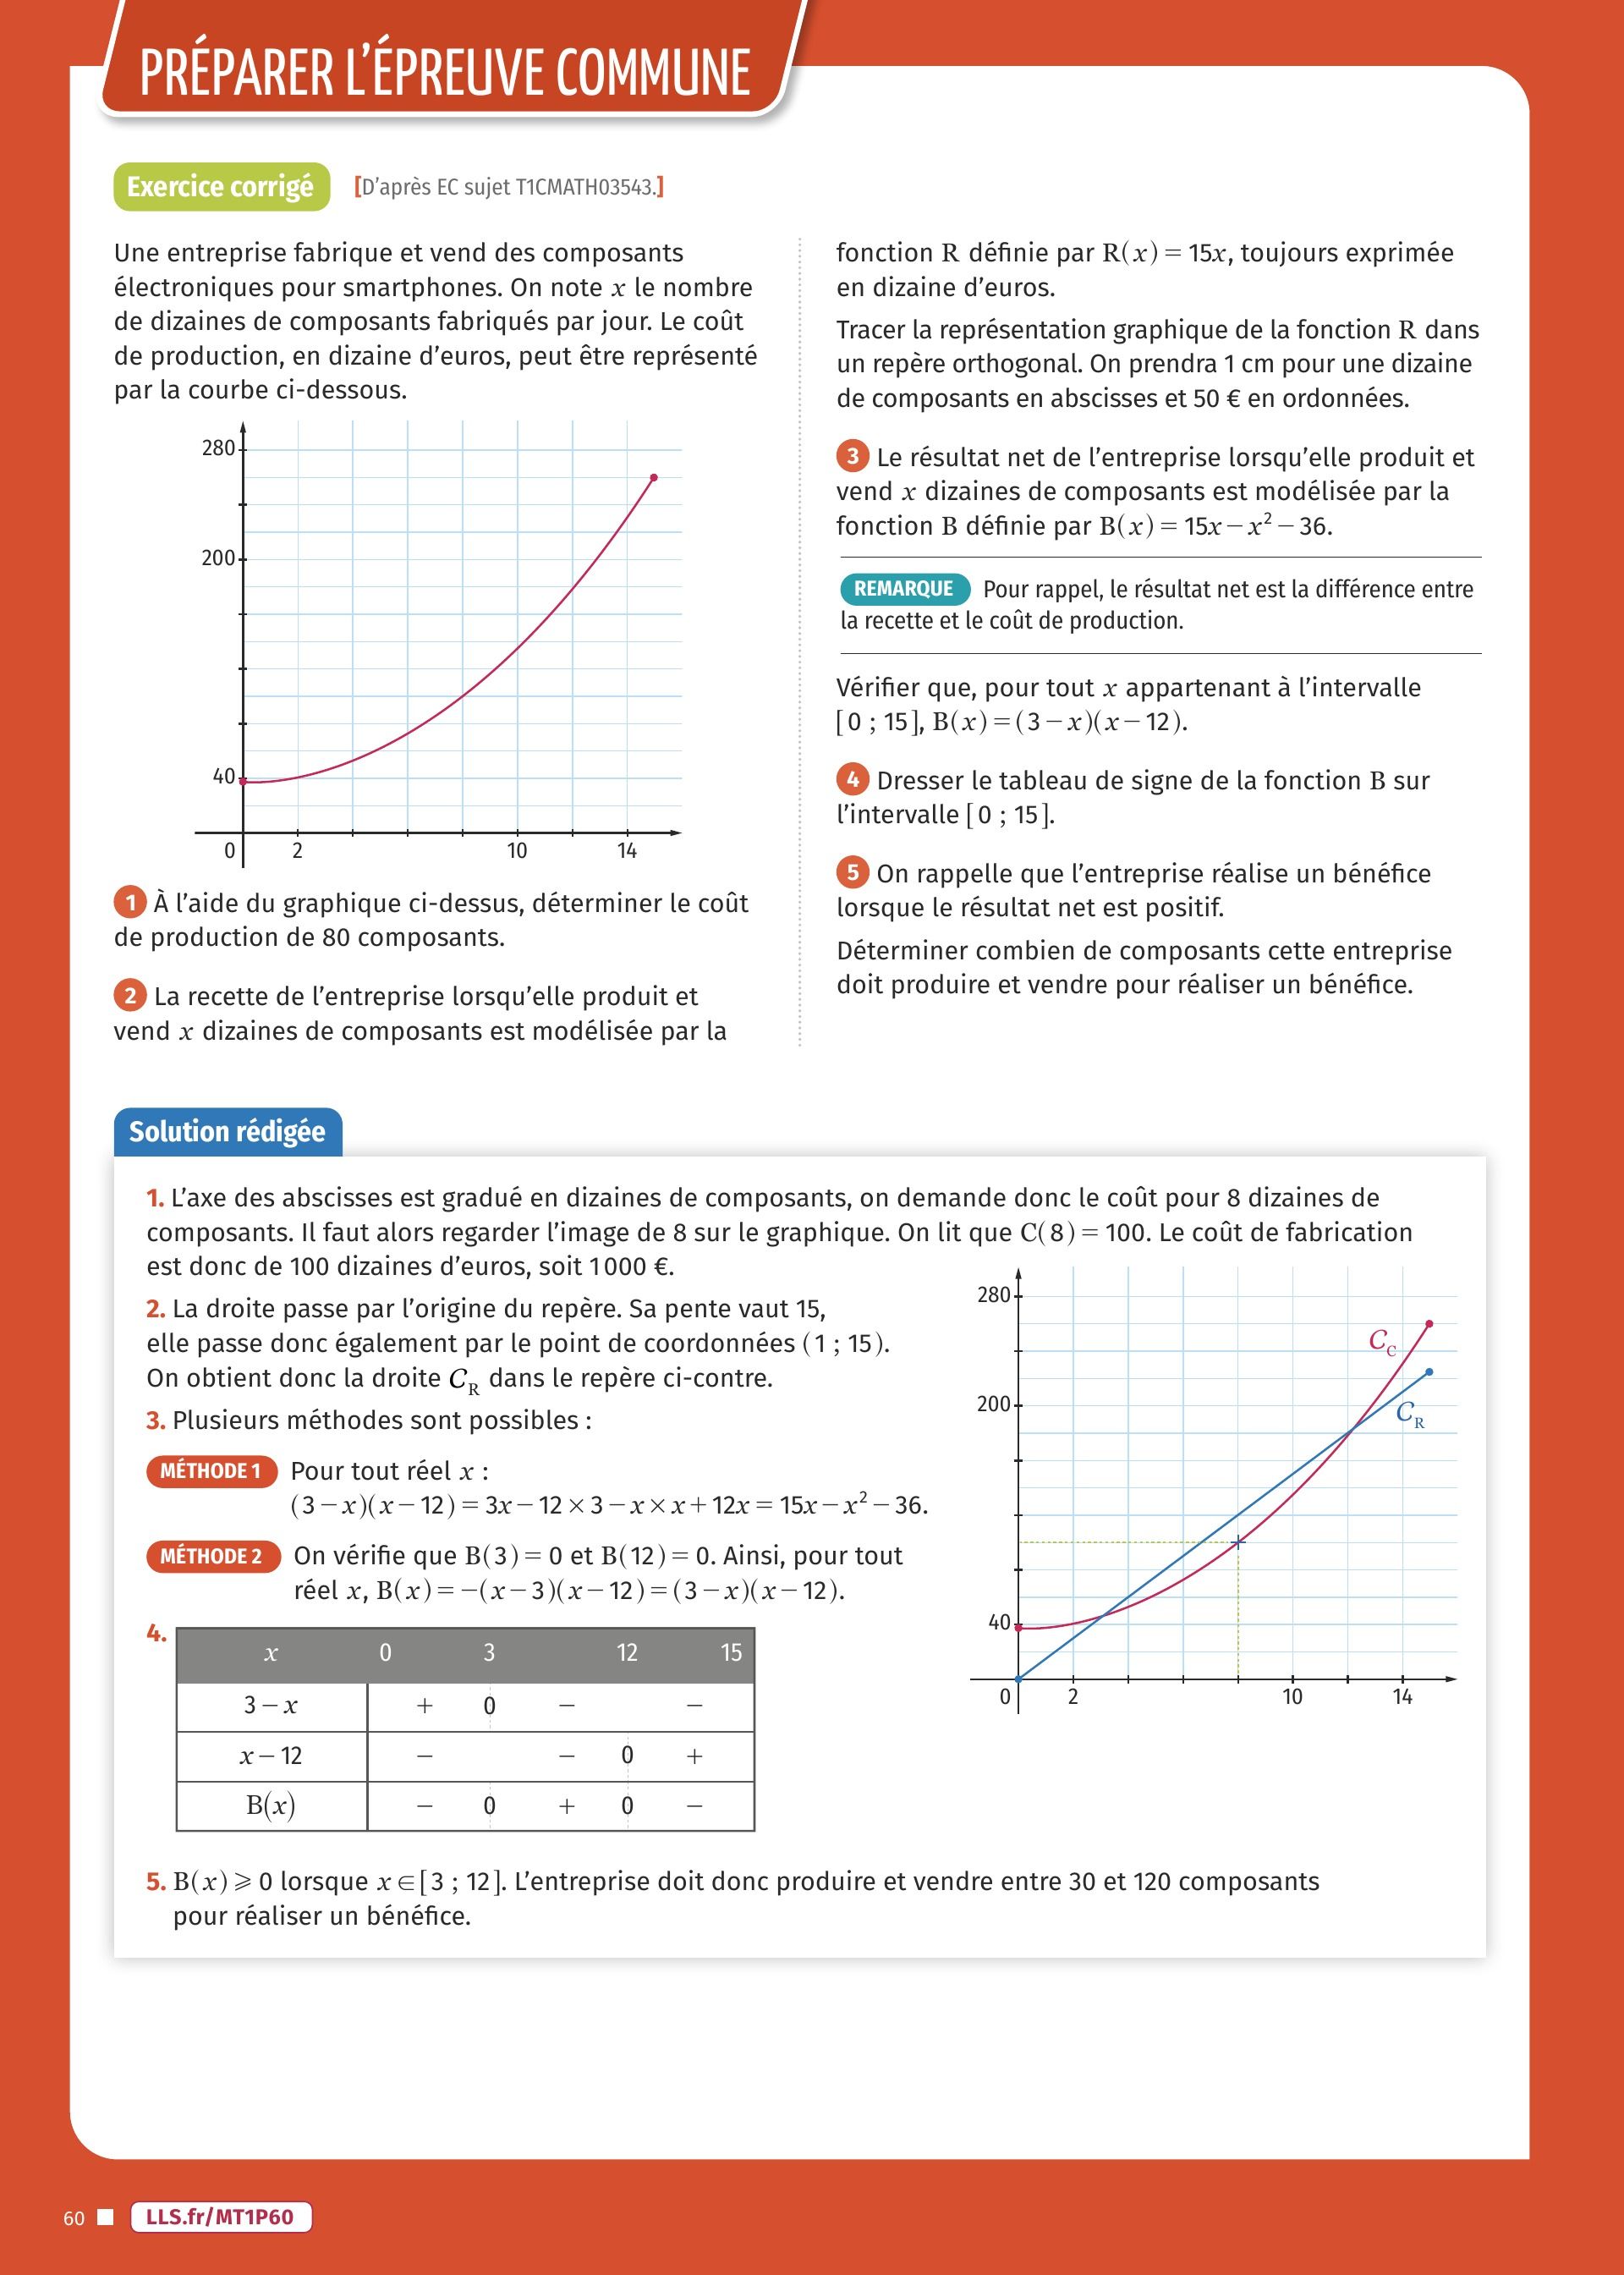 PRÉPARER L’ÉPREUVE COMMUNE
Exercice corrigé [D’après EC sujet T1CMATH03543.]
Une entreprise fabrique et vend des composants
électroniques pour smartphones. On note x le nombre
de dizaines de composants fabriqués par jour. Le coût
de production, en dizaine d’euros, peut être représenté
par la courbe ci-dessous.
280
200
40
0 2 10 14
1 À l’aide du graphique ci-dessus, déterminer le coût
de production de 80 composants.
2 La recette de l’entreprise lorsqu’elle produit et
vend x dizaines de composants est modélisée par la
fonction R définie par R(x) = 15x, toujours exprimée
en dizaine d’euros.
Tracer la représentation graphique de la fonction R dans
un repère orthogonal. On prendra 1 cm pour une dizaine
de composants en abscisses et 50 € en ordonnées.
3 Le résultat net de l’entreprise lorsqu’elle produit et
vend x dizaines de composants est modélisée par la
fonction B définie par B(x) = 15x − x² − 36.
REMARQUE Pour rappel, le résultat net est la différence entre
la recette et le coût de production.
Vérifier que, pour tout x appartenant à l’intervalle
[0 ; 15], B(x) = (3 − x)(x − 12).
4 Dresser le tableau de signe de la fonction B sur
l’intervalle [0 ; 15].
5 On rappelle que l’entreprise réalise un bénéfice
lorsque le résultat net est positif.
Déterminer combien de composants cette entreprise
doit produire et vendre pour réaliser un bénéfice.
Solution rédigée
1. L’axe des abscisses est gradué en dizaines de composants, on demande donc le coût pour 8 dizaines de
composants. Il faut alors regarder l’image de 8 sur le graphique. On lit que C(8) = 100. Le coût de fabrication
est donc de 100 dizaines d’euros, soit 1 000 €.
2. La droite passe par l’origine du repère. Sa pente vaut 15,
elle passe donc également par le point de coordonnées (1 ; 15).
On obtient donc la droite 𝒞R dans le repère ci-contre.
3. Plusieurs méthodes sont possibles :
MÉTHODE 1 Pour tout réel x :
(3 − x)(x − 12) = 3x − 12 × 3 − x × x + 12x = 15x − x² − 36.
MÉTHODE 2 On vérifie que B(3) = 0 et B(12) = 0. Ainsi, pour tout
réel x, B(x) = −(x − 3)(x − 12) = (3 − x)(x − 12).
4.
x 0 3 12 15
3 − x + 0 − −
x − 12 − − 0 +
B(x) − 0 + 0 −
280
𝒞C
200
𝒞R
40
0 2 10 14
5. B(x) ⩾ 0 lorsque x ∈ [3 ; 12]. L’entreprise doit donc produire et vendre entre 30 et 120 composants
pour réaliser un bénéfice.
60 LLS.fr/MT1P60